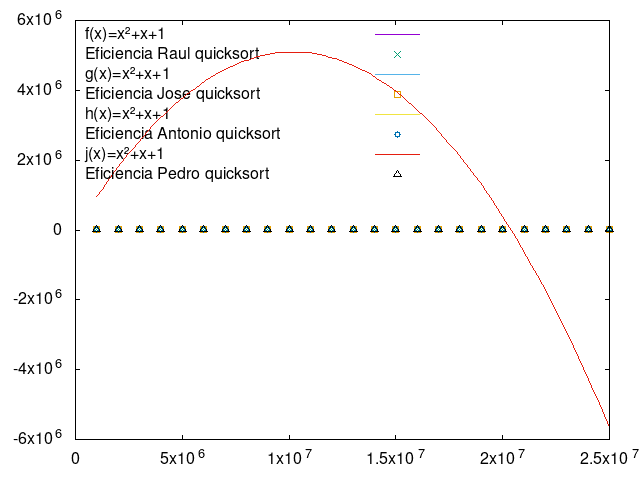 6x10⁶
f(x)=x²+x+1
Eficiencia Raul quicksort
g(x)=x²+x+1
4x10⁶
Eficiencia Jose quicksort
h(x)=x²+x+1
Eficiencia Antonio quicksort
j(x)=x²+x+1
2x10⁶
Eficiencia Pedro quicksort
0
-2x10⁶
-4x10⁶
-6x10⁶
0 5x10⁶ 1x10⁷ 1.5x10⁷ 2x10⁷ 2.5x10⁷